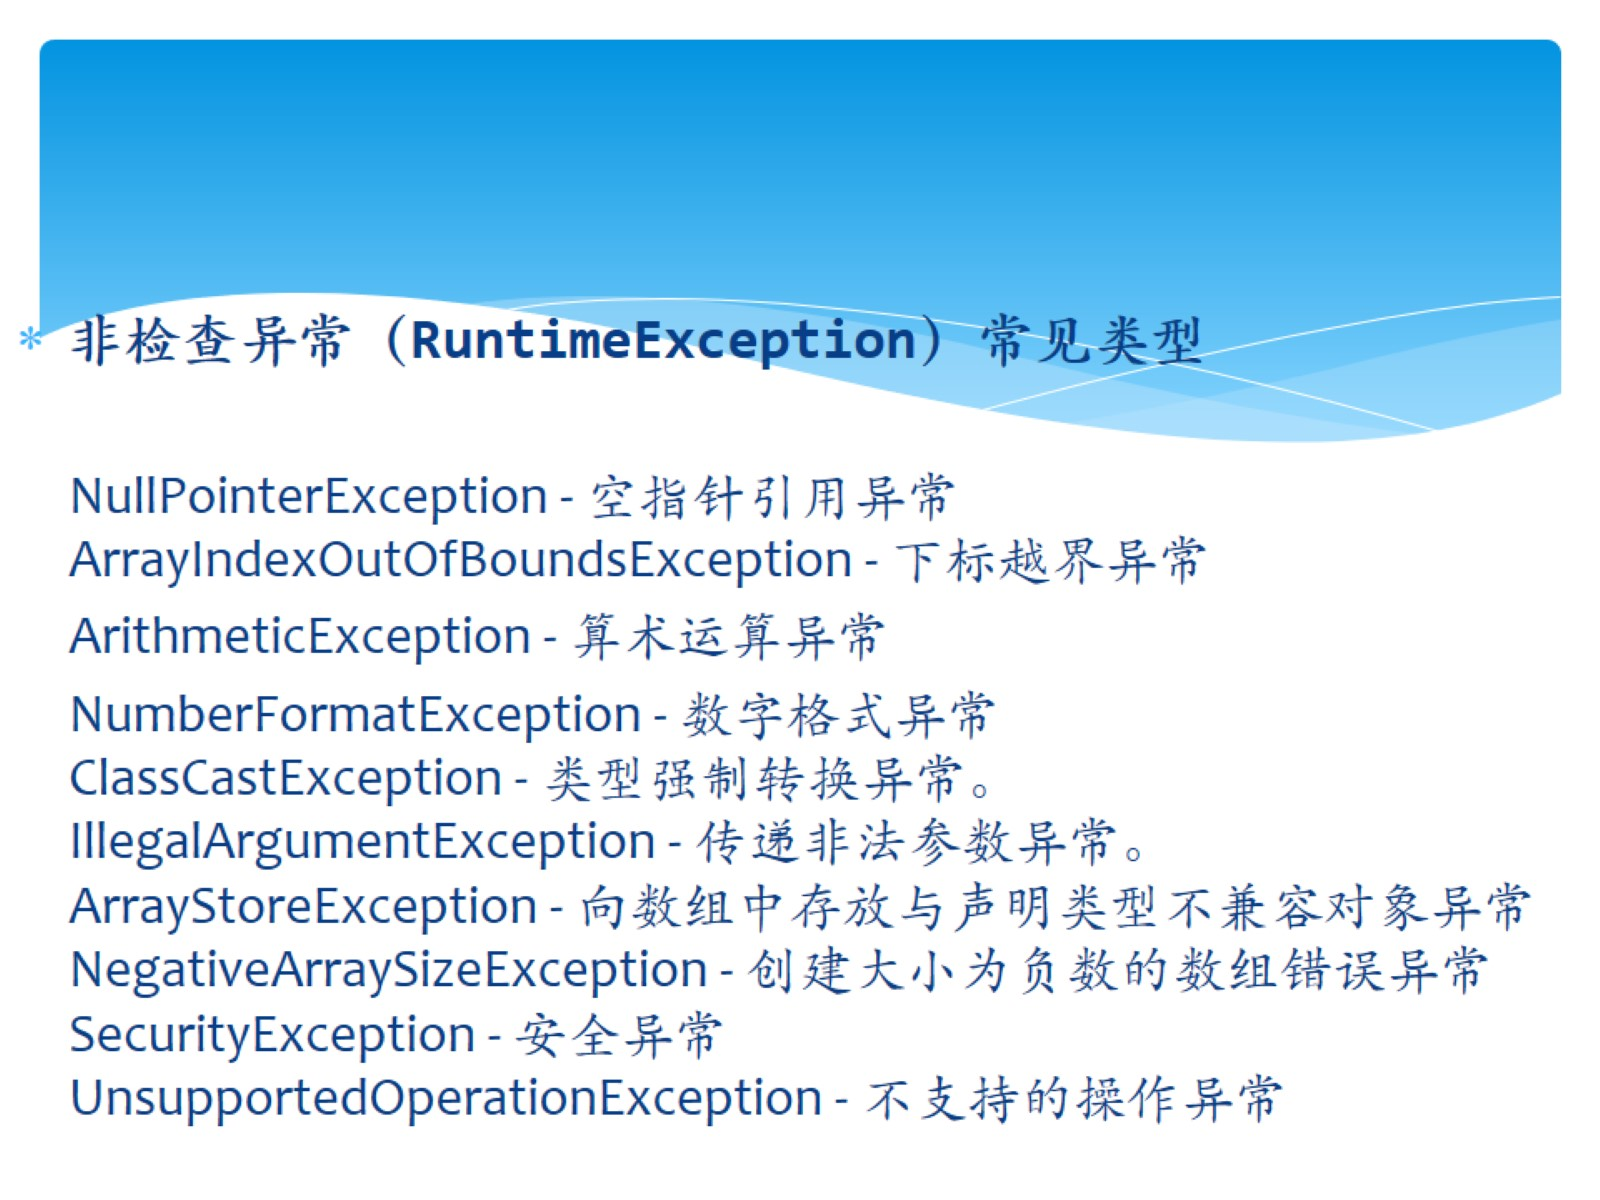 * 非检查异常（RuntimeException）常见类型
NullPointerException - 空指针引用异常
ArrayIndexOutOfBoundsException - 下标越界异常
ArithmeticException - 算术运算异常
NumberFormatException - 数字格式异常
ClassCastException - 类型强制转换异常。
IllegalArgumentException - 传递非法参数异常。
ArrayStoreException - 向数组中存放与声明类型不兼容对象异常
NegativeArraySizeException - 创建大小为负数的数组错误异常
SecurityException - 安全异常
UnsupportedOperationException - 不支持的操作异常